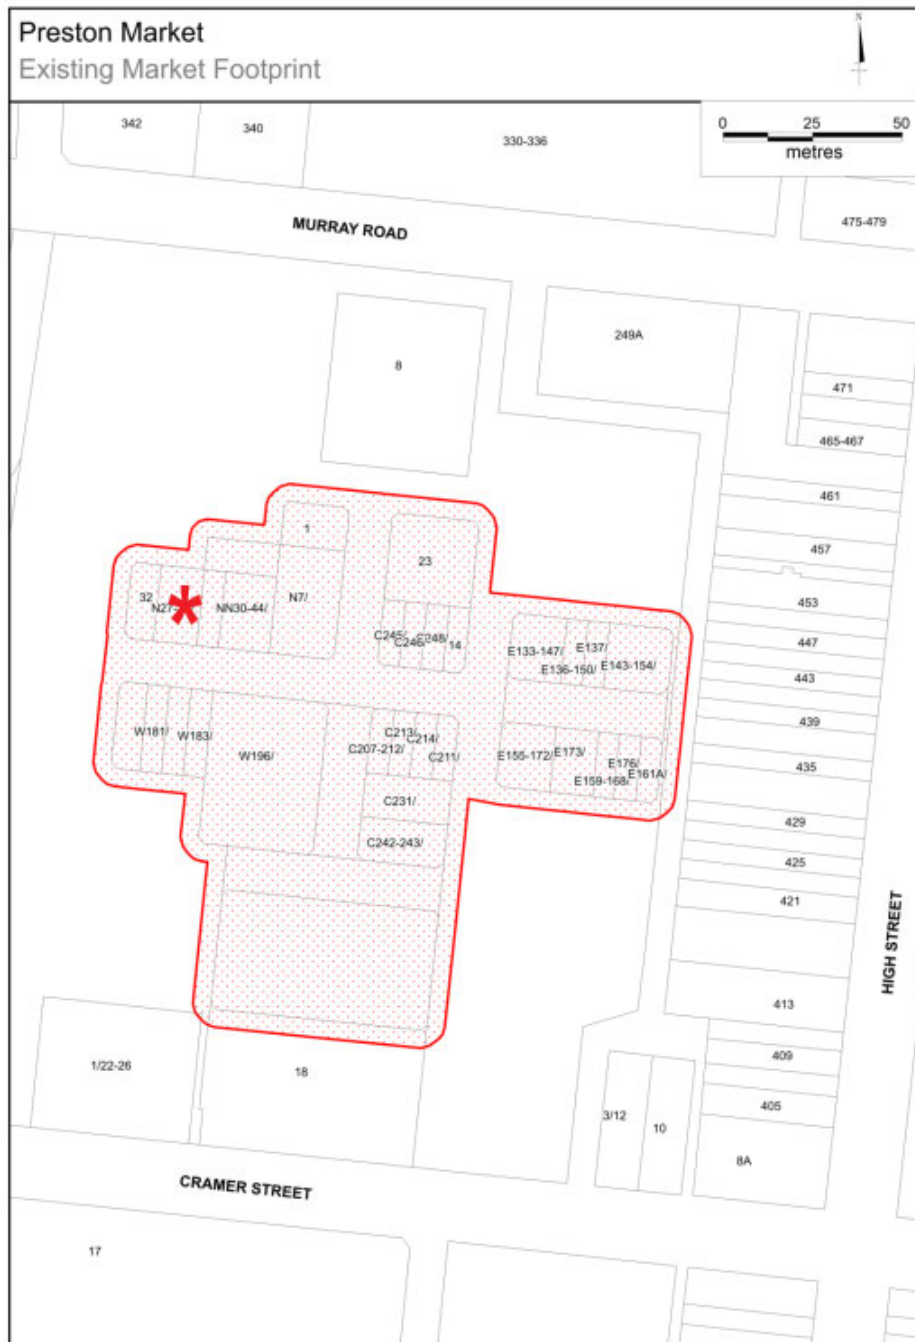 Preston Market
Existing Market Footprint
N
0 25 50
metres
342
340
330-336
475-479
MURRAY ROAD
249A
8
471
465-467
461
1
457
23
32
NN30-44/
N7/
453
C245/
C246/
C248/
14
E133-147/
E137/
E136-150/
E143-154/
447
443
W181/
W183/
W196/
C213/
C214/
C207-212/
C211/
439
E155-172/
E173/
E176/
E159-168/
E161A/
435
C231/
429
C242-243/
425
421
HIGH STREET
413
1/22-26
18
409
3/12
10
405
8A
CRAMER STREET
17